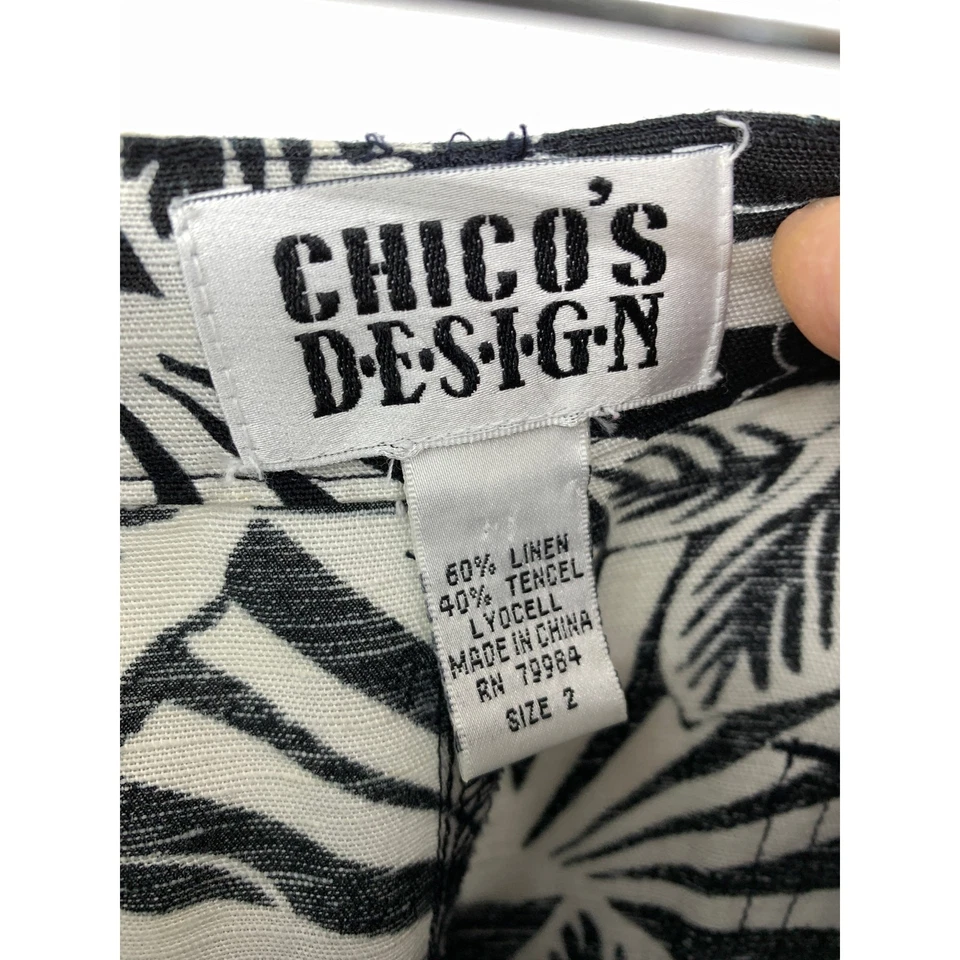 CHICO'S
D·E·S·I·G·N
60% LINEN
40% TENCEL
LYOCELL
MADE IN CHINA
RN 79984
SIZE 2